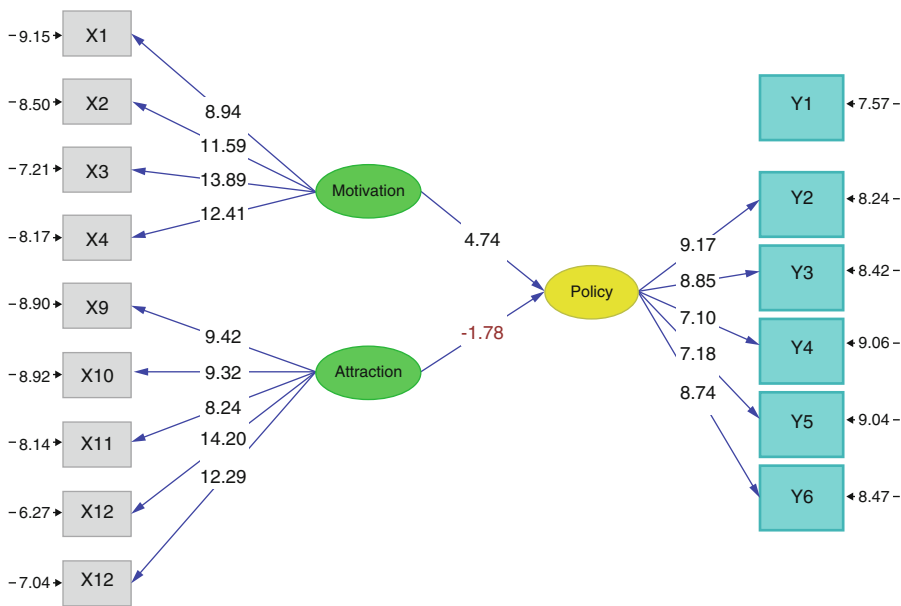 -9.15 X1
-8.50 X2
-7.21 X3
-8.17 X4
-8.90 X9
-8.92 X10
-8.14 X11
-6.27 X12
-7.04 X12
8.94
11.59
13.89
12.41
9.42
9.32
8.24
14.20
12.29
Motivation
Attraction
4.74
-1.78
Policy
9.17
8.85
7.10
7.18
8.74
Y1 7.57-
Y2 8.24-
Y3 8.42-
Y4 9.06-
Y5 9.04-
Y6 8.47-